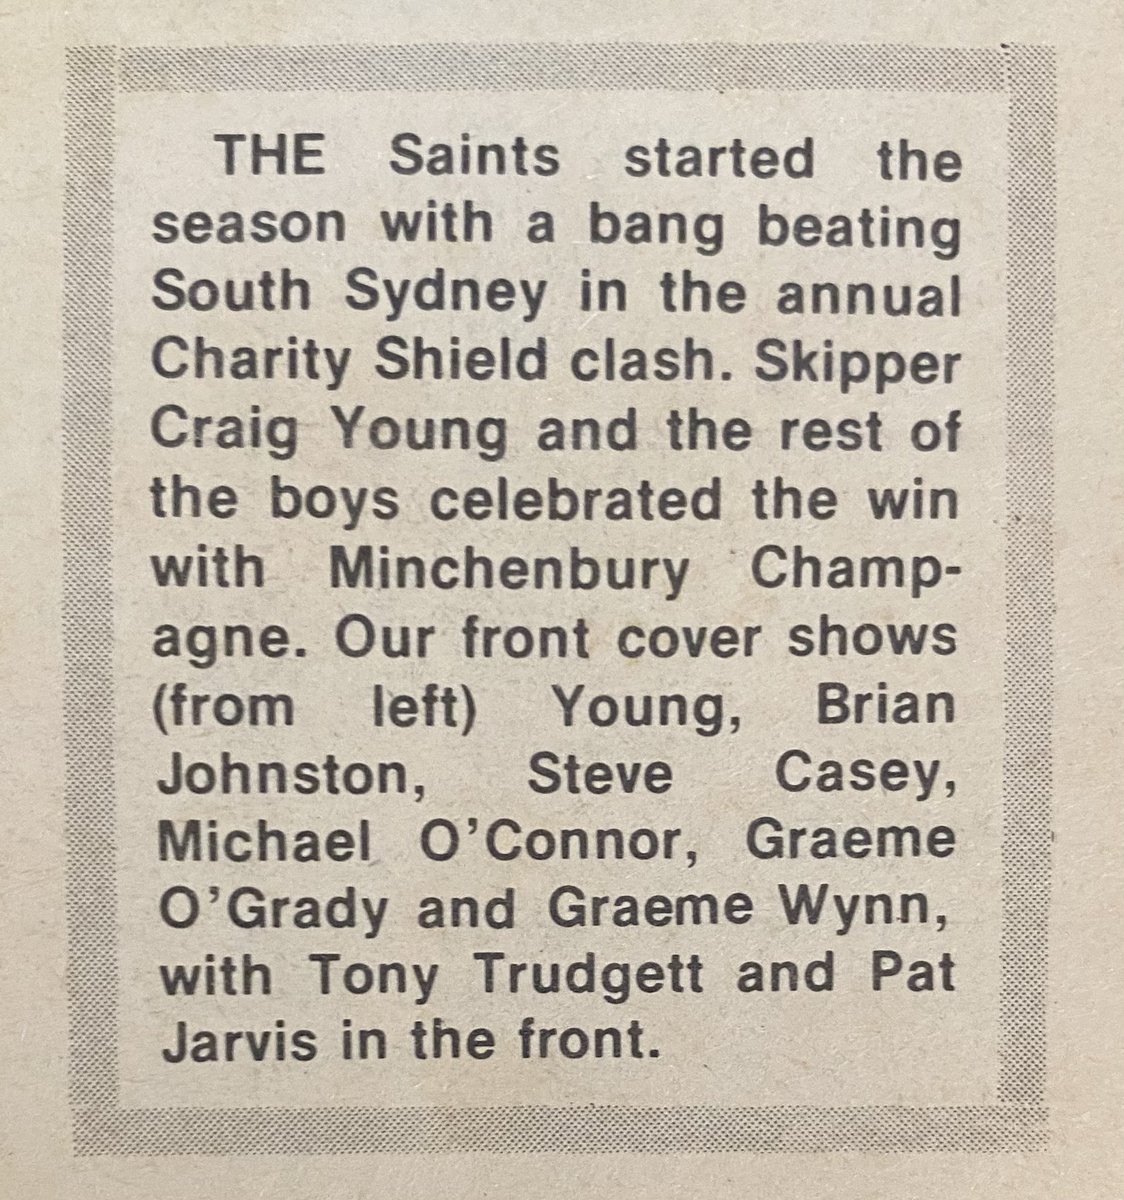 THE Saints started the
season with a bang beating
South Sydney in the annual
Charity Shield clash. Skipper
Craig Young and the rest of
the boys celebrated the win
with Minchenbury Champ-
agne. Our front cover shows
(from left) Young, Brian
Johnston, Steve Casey,
Michael O'Connor, Graeme
O'Grady and Graeme Wynn,
with Tony Trudgett and Pat
Jarvis in the front.